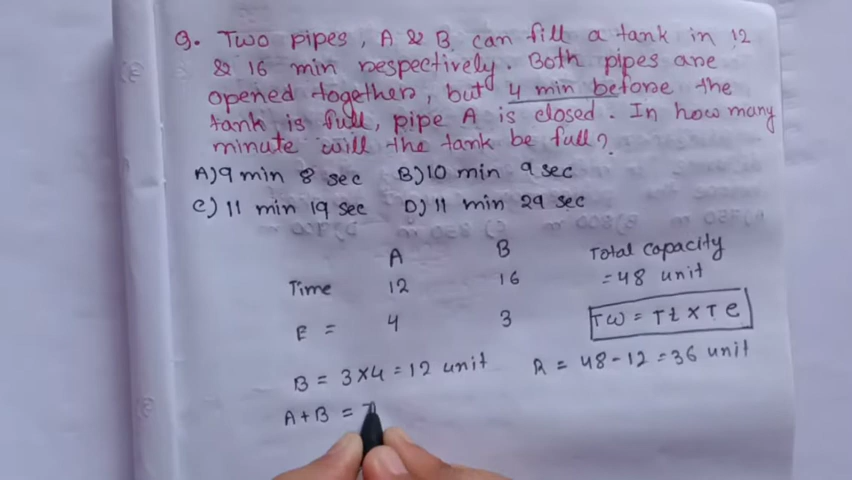 9. Two pipes, A & B can fill a tank in 12
& 16 min respectively. Both pipes are
opened together, but 4 min before the
tank is full, pipe A is closed. In how many
minute will the tank be full?
A) 9 min 8 sec B) 10 min 9 sec
C) 11 min 19 sec D) 11 min 29 sec
A B Total capacity
Time 12 16 = 48 unit
E = 4 3 TW = Tt x TE
B = 3x4 = 12 unit R = 48-12 = 36 unit
A+B =